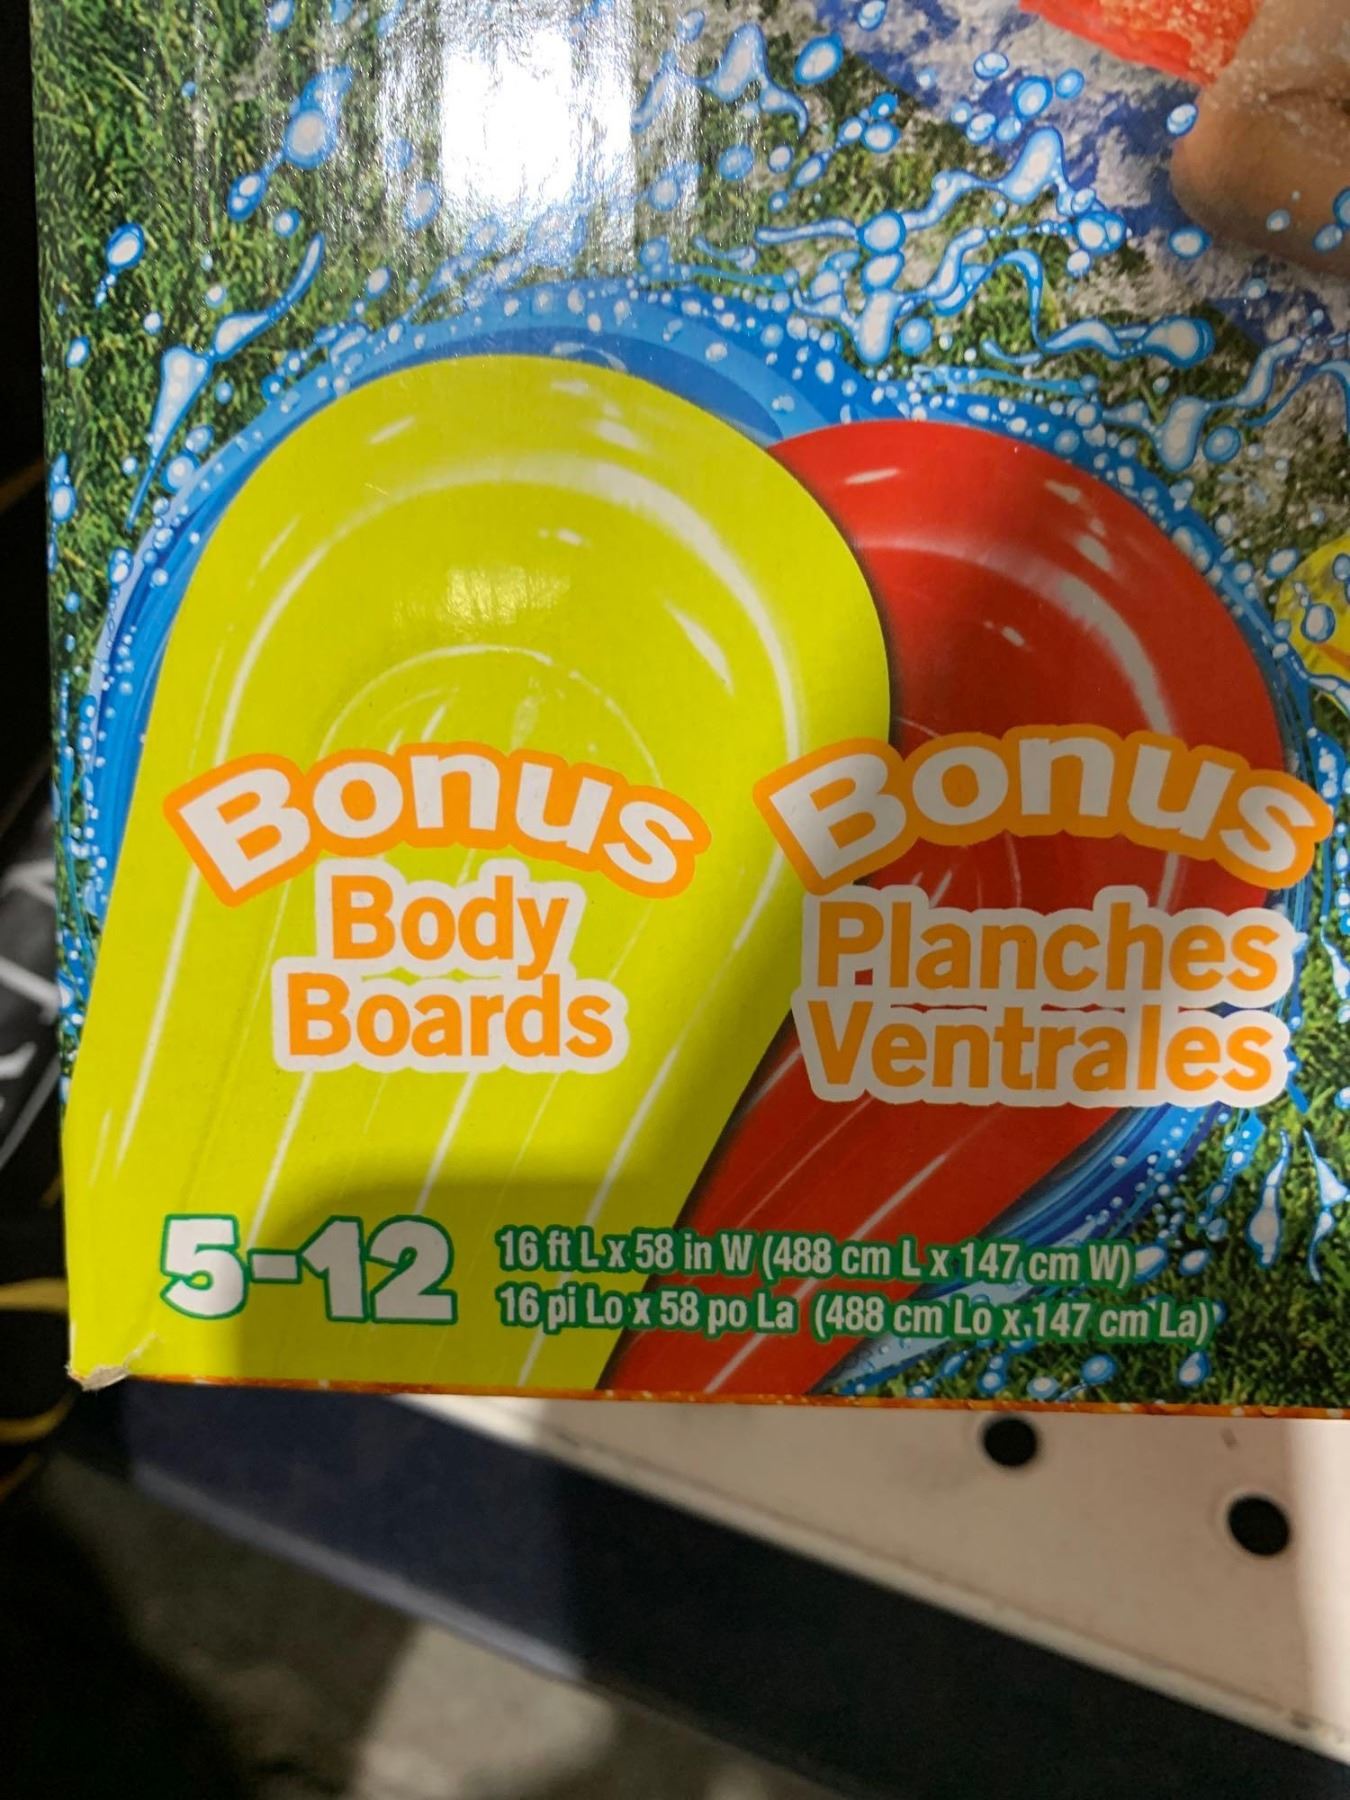 Bonus
Body
Boards
Bonus
Planches
Ventrales
5-12
16 ft L x 58 in W (488 cm L x 147 cm W)
16 pi Lo x 58 po La (488 cm Lo x 147 cm La)